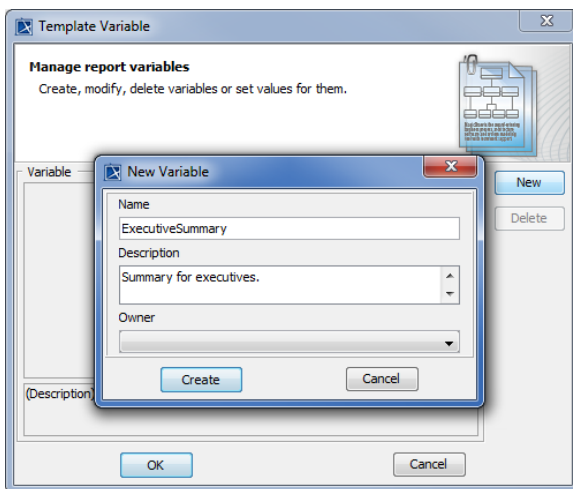 Template Variable
Manage report variables
Create, modify, delete variables or set values for them.
Variable
New Variable
New
Name
ExecutiveSummary
Delete
Description
Summary for executives.
Owner
Create
Cancel
(Description)
OK
Cancel